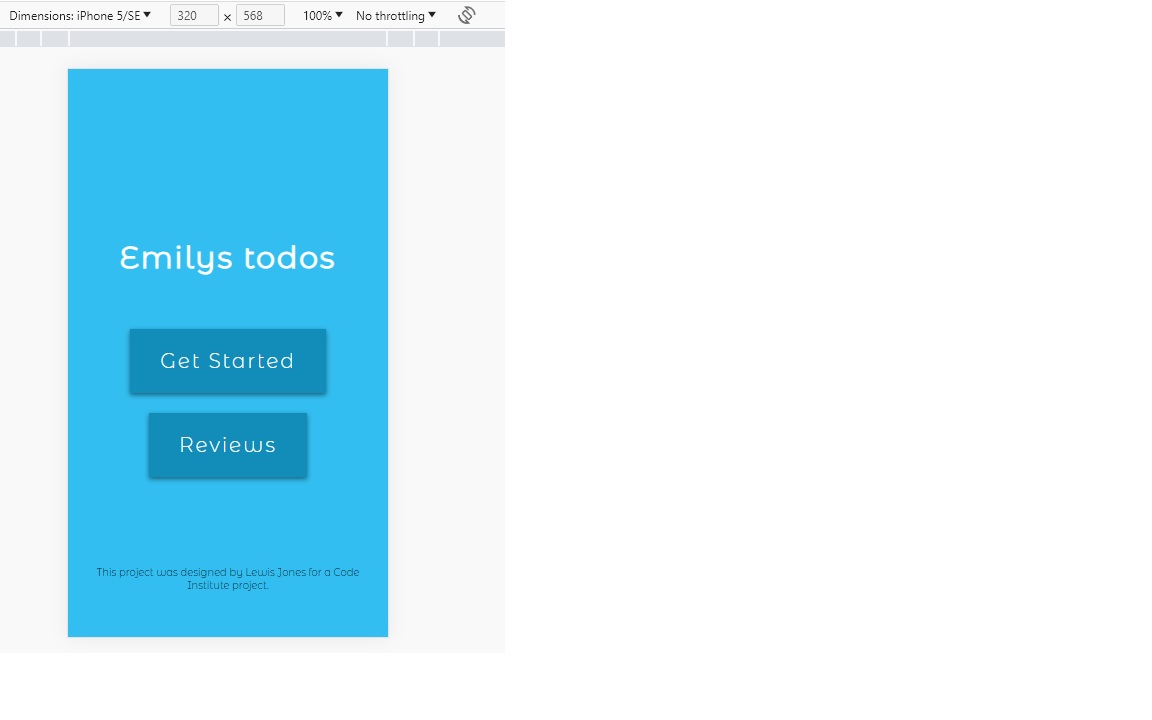 Dimensions: iPhone 5/SE 320 × 568 100% No throttling
Emilys todos
Get Started
Reviews
This project was designed by Lewis Jones for a Code
Institute project.